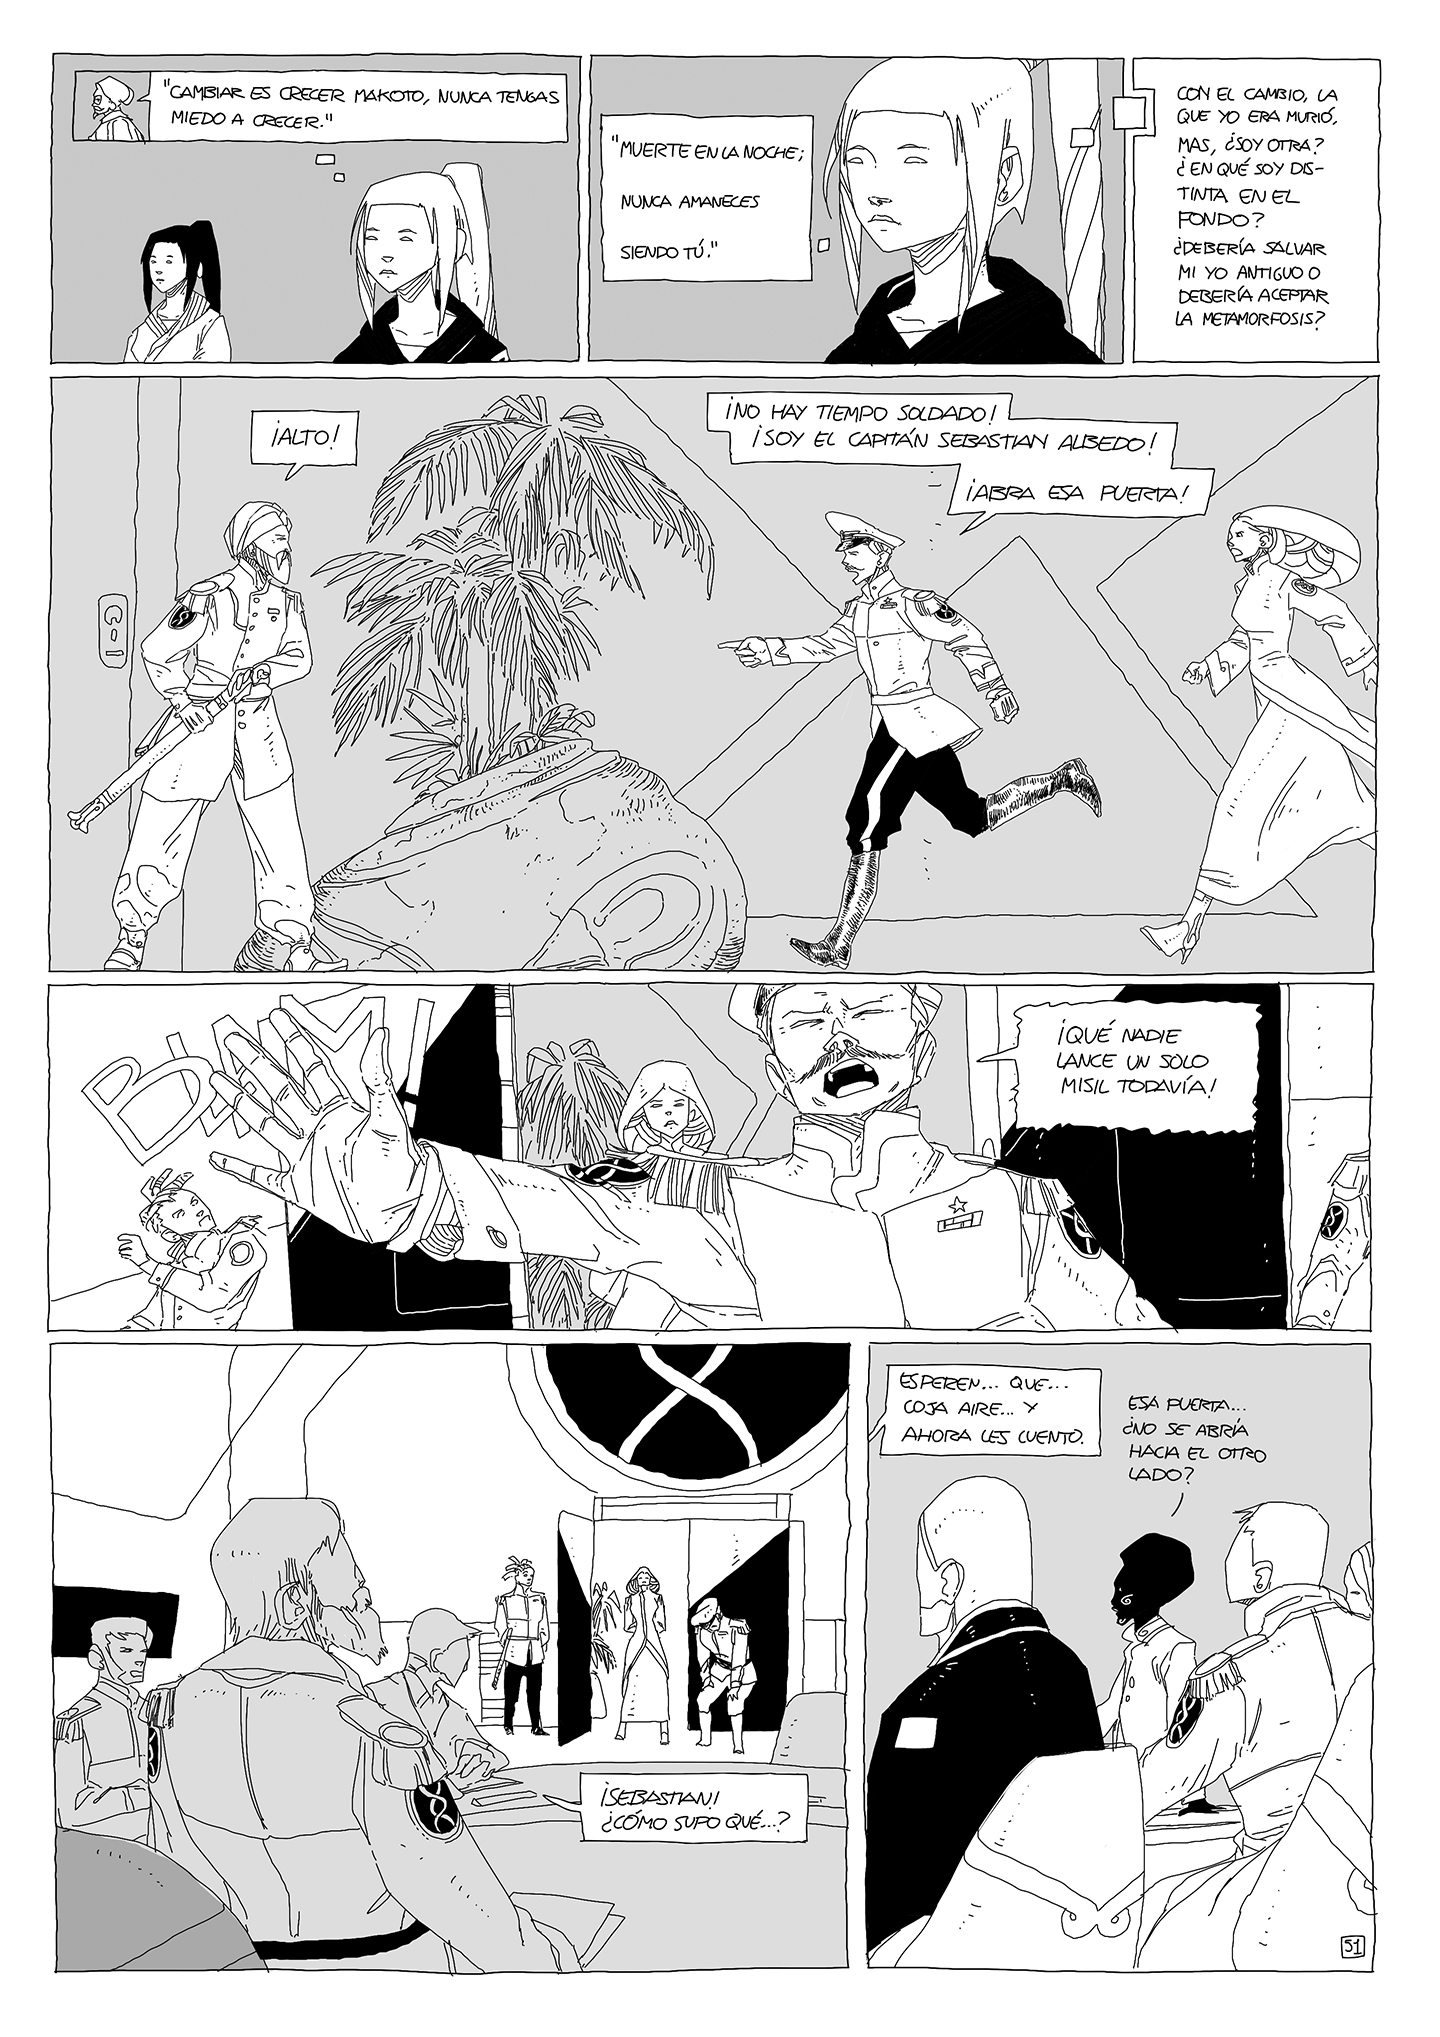 "CAMBIAR ES CRECER MAKOTO, NUNCA TENGAS
MIEDO A CRECER."
"MUERTE EN LA NOCHE;
NUNCA AMANECES
SIENDO TÚ."
CON EL CAMBIO, LA
QUE YO ERA MURIÓ,
MAS, ¿SOY OTRA?
¿EN QUÉ SOY DIS-
TINTA EN EL
FONDO?
¿DEBERÍA SALVAR
MI YO ANTIGUO O
DEBERÍA ACEPTAR
LA METAMORFOSIS?
¡ALTO!
¡NO HAY TIEMPO SOLDADO!
¡SOY EL CAPITÁN SEBASTIAN ALBEDO!
¡ABRA ESA PUERTA!
BLAM!!
¡QUÉ NADIE
LANCE UN SOLO
MISIL TODAVÍA!
¡SEBASTIAN!
¿CÓMO SUPO QUÉ...?
ESPEREN... QUE...
COJA AIRE... Y
AHORA LES CUENTO.
ESA PUERTA...
¿NO SE ABRÍA
HACIA EL OTRO
LADO?
51